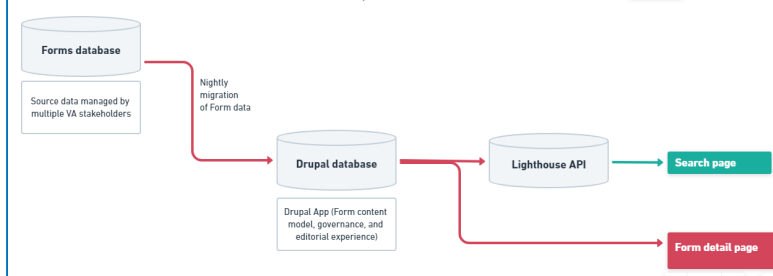 Forms database
Source data managed by
multiple VA stakeholders
Nightly
migration
of Form data
Drupal database
Drupal App (Form content
model, governance, and
editorial experience)
Lighthouse API
Search page
Form detail page